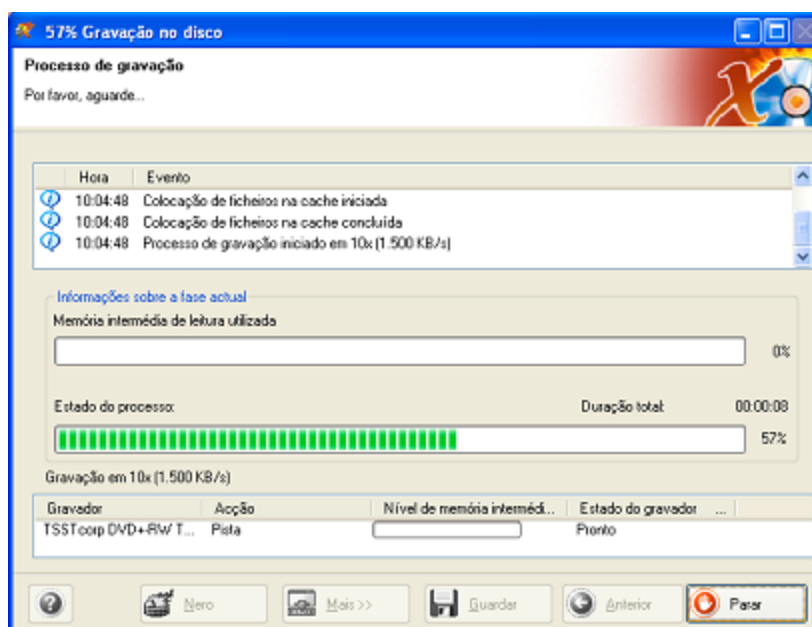 57% Gravação no disco
Processo de gravação
Por favor, aguarde...
Hora Evento
10:04:48 Colocação de ficheiros na cache iniciada
10:04:48 Colocação de ficheiros na cache concluída
10:04:48 Processo de gravação iniciado em 10x (1.500 KB/s)
Informações sobre a fase actual
Memória intermédia de leitura utilizada
0%
Estado do processo: Duração total: 00:00:08
57%
Gravação em 10x (1.500 KB/s)
Gravador Acção Nível de memória intermédi... Estado do gravador ...
TSSTcorp DVD+-RW T... Pista Pronto
Nero Mais >> Guardar Anterior Parar